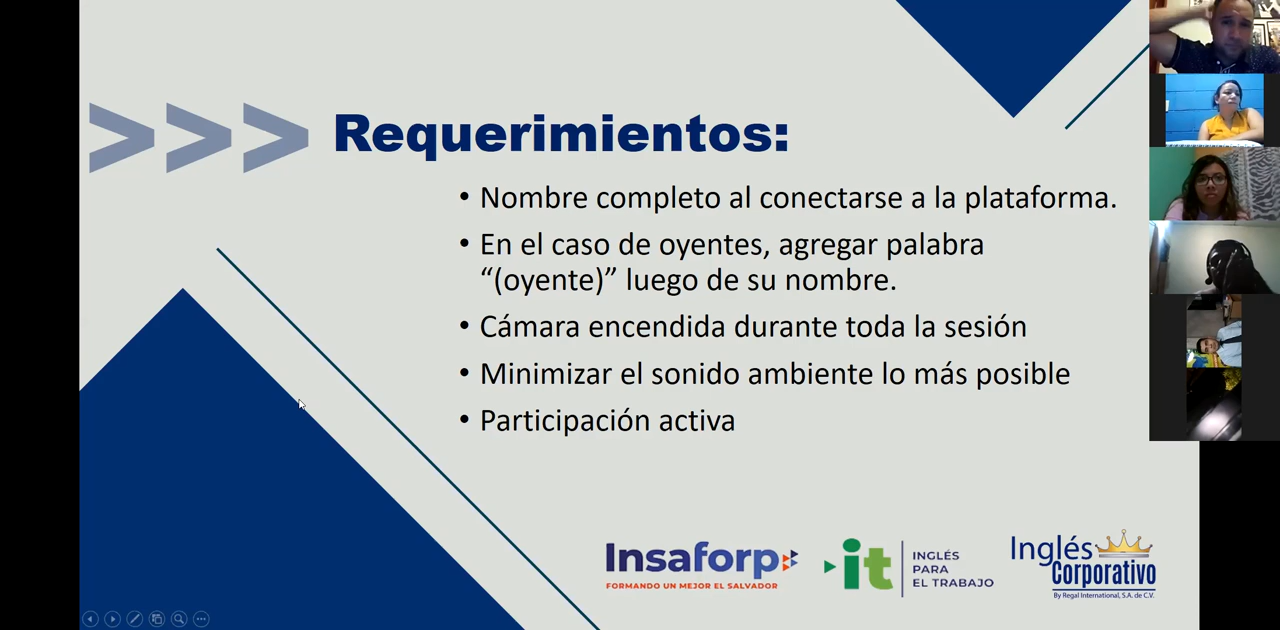 >>> Requerimientos:
• Nombre completo al conectarse a la plataforma.
• En el caso de oyentes, agregar palabra
“(oyente)” luego de su nombre.
• Cámara encendida durante toda la sesión
• Minimizar el sonido ambiente lo más posible
• Participación activa
Insaforp
FORMANDO UN MEJOR EL SALVADOR
it
INGLÉS
PARA
EL TRABAJO
Inglés
Corporativo
By Regal International, S.A. de C.V.